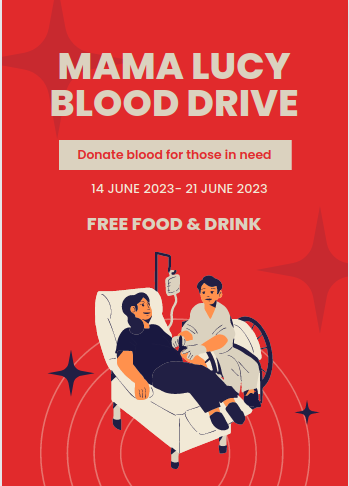 MAMA LUCY
BLOOD DRIVE
Donate blood for those in need
14 JUNE 2023- 21 JUNE 2023
FREE FOOD & DRINK